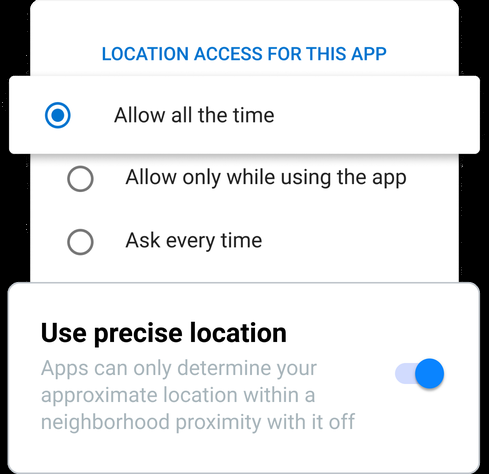 LOCATION ACCESS FOR THIS APP
Allow all the time
Allow only while using the app
Ask every time
Use precise location
Apps can only determine your
approximate location within a
neighborhood proximity with it off